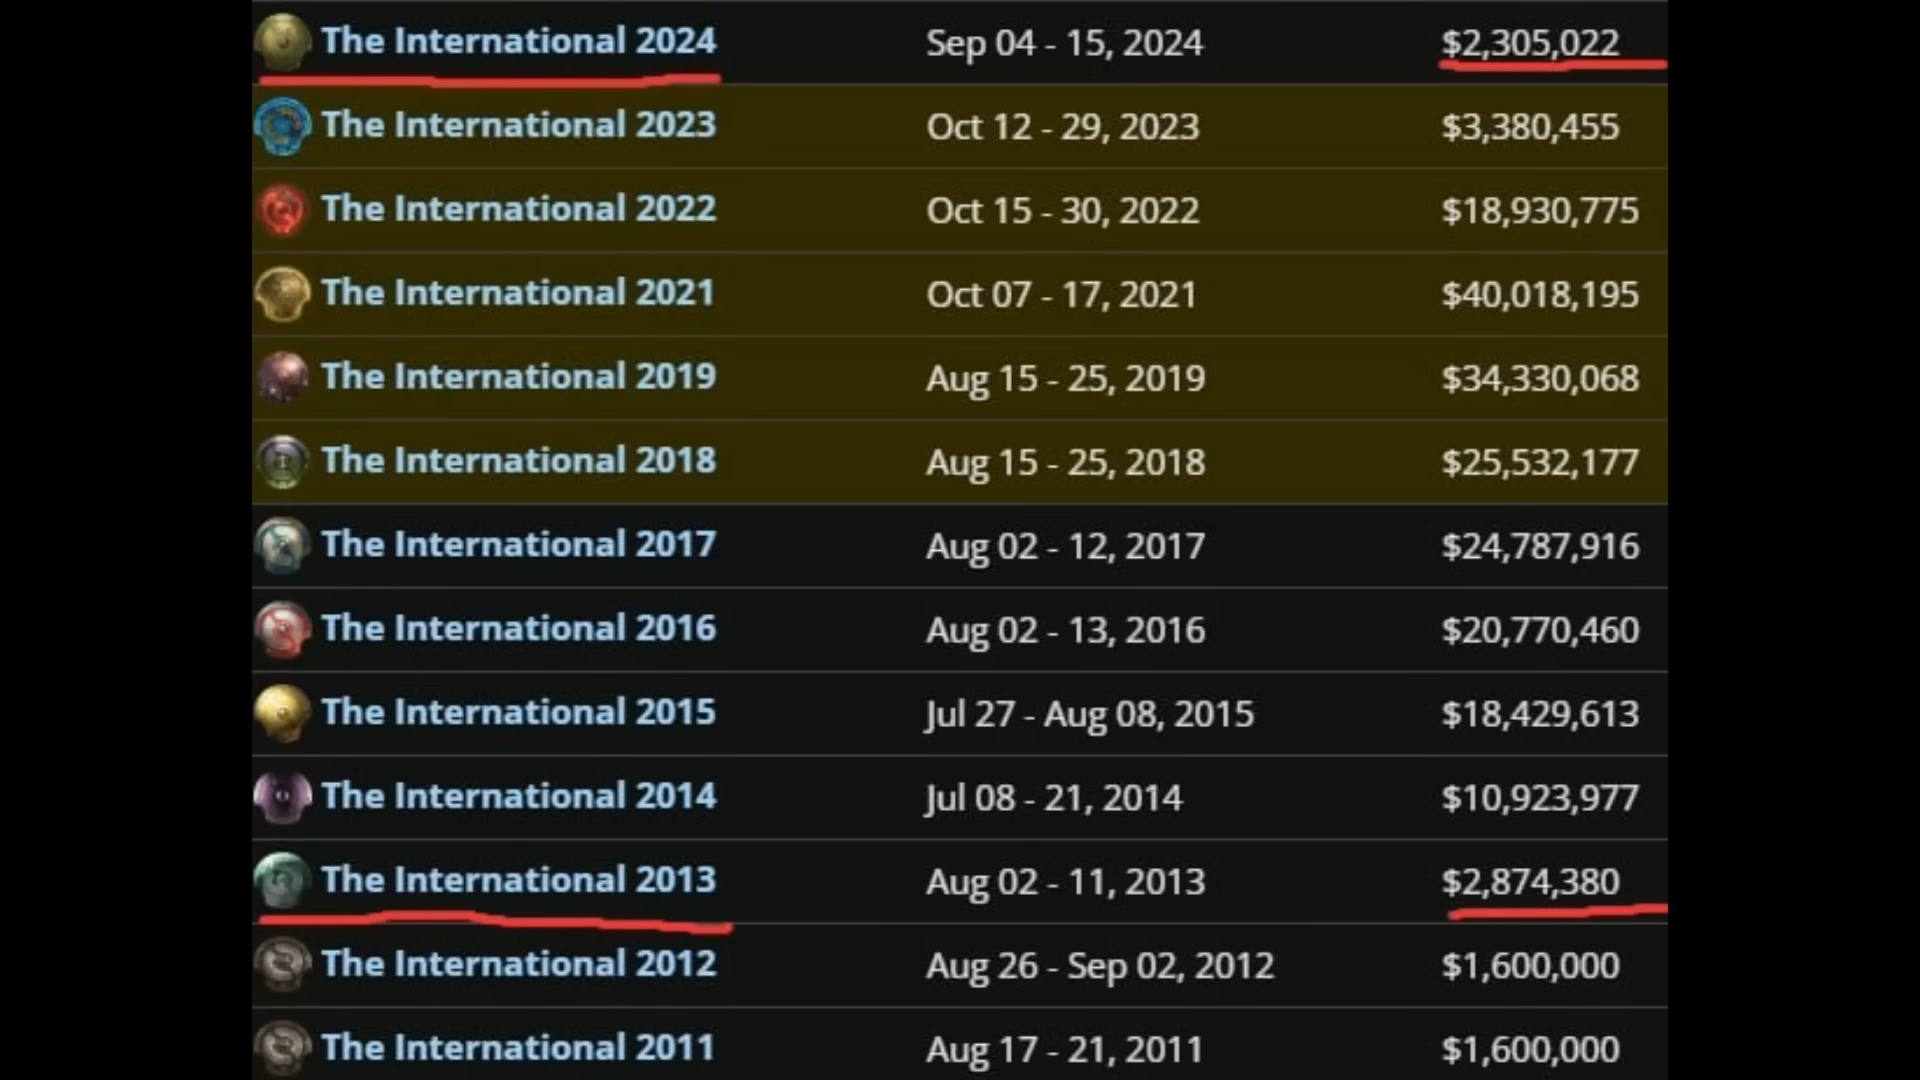 The International 2024 Sep 04 - 15, 2024 $2,305,022
The International 2023 Oct 12 - 29, 2023 $3,380,455
The International 2022 Oct 15 - 30, 2022 $18,930,775
The International 2021 Oct 07 - 17, 2021 $40,018,195
The International 2019 Aug 15 - 25, 2019 $34,330,068
The International 2018 Aug 15 - 25, 2018 $25,532,177
The International 2017 Aug 02 - 12, 2017 $24,787,916
The International 2016 Aug 02 - 13, 2016 $20,770,460
The International 2015 Jul 27 - Aug 08, 2015 $18,429,613
The International 2014 Jul 08 - 21, 2014 $10,923,977
The International 2013 Aug 02 - 11, 2013 $2,874,380
The International 2012 Aug 26 - Sep 02, 2012 $1,600,000
The International 2011 Aug 17 - 21, 2011 $1,600,000